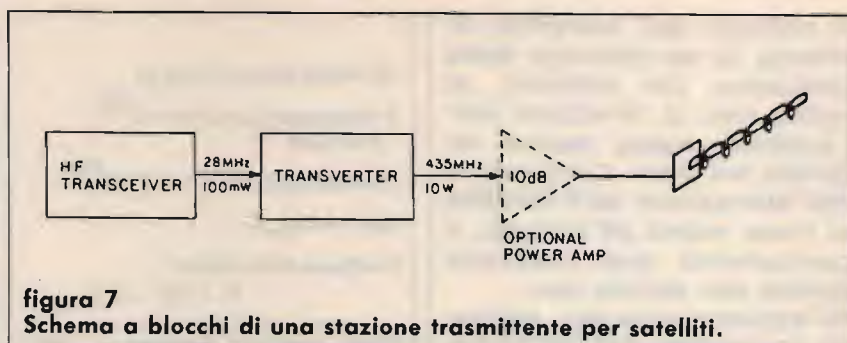 HF
TRANSCEIVER
28MHz
100mW
TRANSVERTER
435MHz
10W
10dB
OPTIONAL
POWER AMP
figura 7
Schema a blocchi di una stazione trasmittente per satelliti.